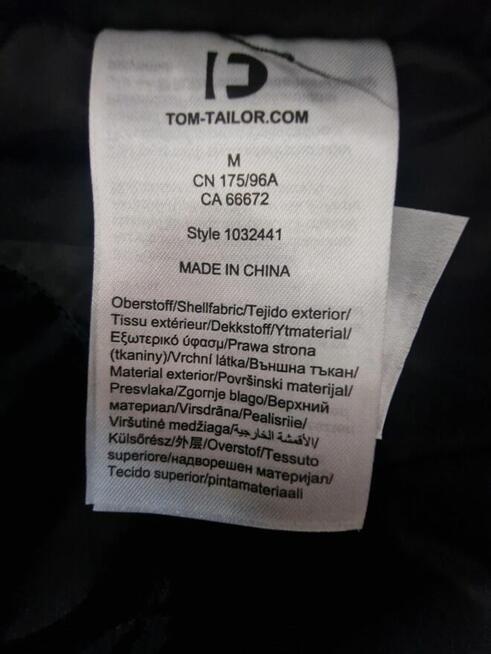 TOM-TAILOR.COM
M
CN 175/96A
CA 66672
Style 1032441
MADE IN CHINA
Oberstoff/Shellfabric/Tejido exterior/
Tissu extérieur/Dekkstoff/Ytmaterial/
Εξωτερικό ύφασμ/Prawa strona
(tkaniny)/Vrchní látka/Външна тъкан/
Material exterior/Površinski materijal/
Presvlaka/Zgornje blago/Верхний
материал/Virsdrāna/Pealisriie/
Viršutinė medžiaga/الأقمشة الخارجية/
Külsőrész/外层/Overstof/Tessuto
superiore/надворешен материјал/
Tecido superior/pintamateriaali